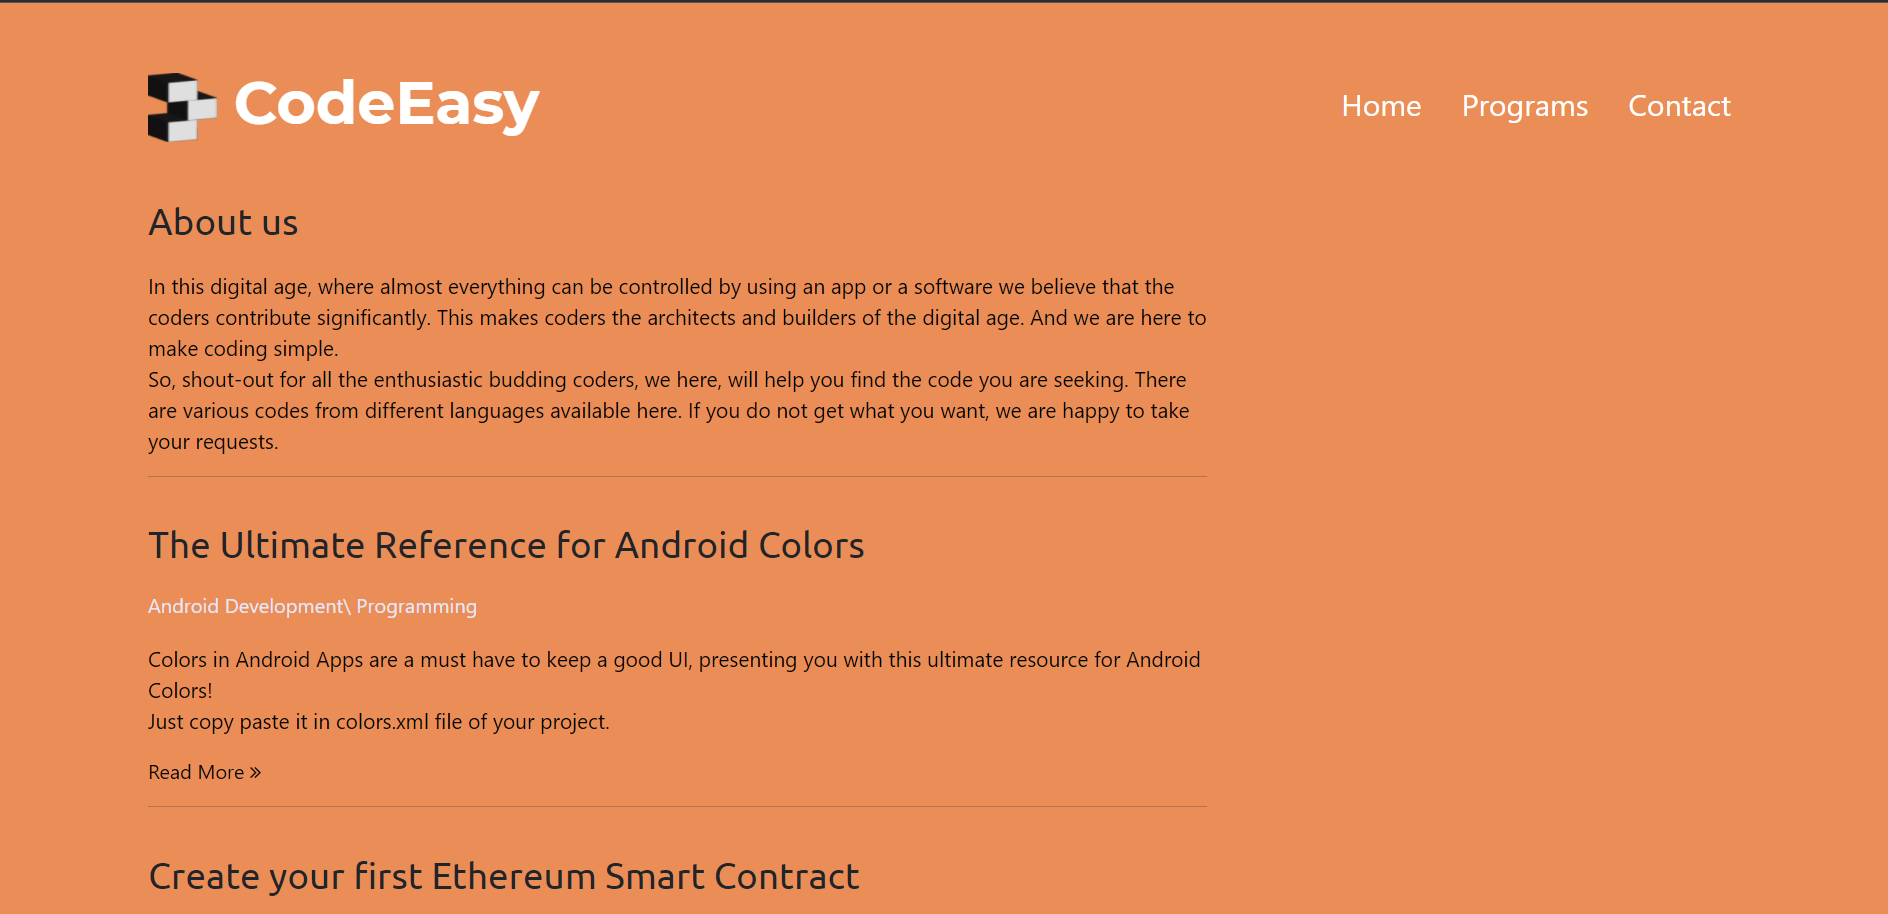 CodeEasy
Home Programs Contact
About us
In this digital age, where almost everything can be controlled by using an app or a software we believe that the
coders contribute significantly. This makes coders the architects and builders of the digital age. And we are here to
make coding simple.
So, shout-out for all the enthusiastic budding coders, we here, will help you find the code you are seeking. There
are various codes from different languages available here. If you do not get what you want, we are happy to take
your requests.
The Ultimate Reference for Android Colors
Android Development\ Programming
Colors in Android Apps are a must have to keep a good UI, presenting you with this ultimate resource for Android
Colors!
Just copy paste it in colors.xml file of your project.
Read More »
Create your first Ethereum Smart Contract